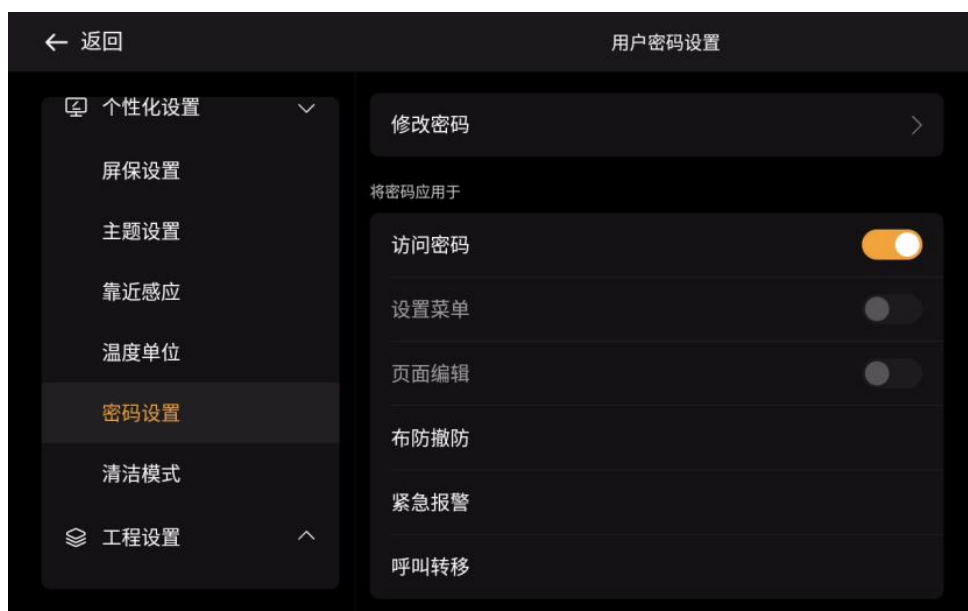 返回
用户密码设置
个性化设置
屏保设置
主题设置
靠近感应
温度单位
密码设置
清洁模式
工程设置
修改密码
将密码应用于
访问密码
设置菜单
页面编辑
布防撤防
紧急报警
呼叫转移